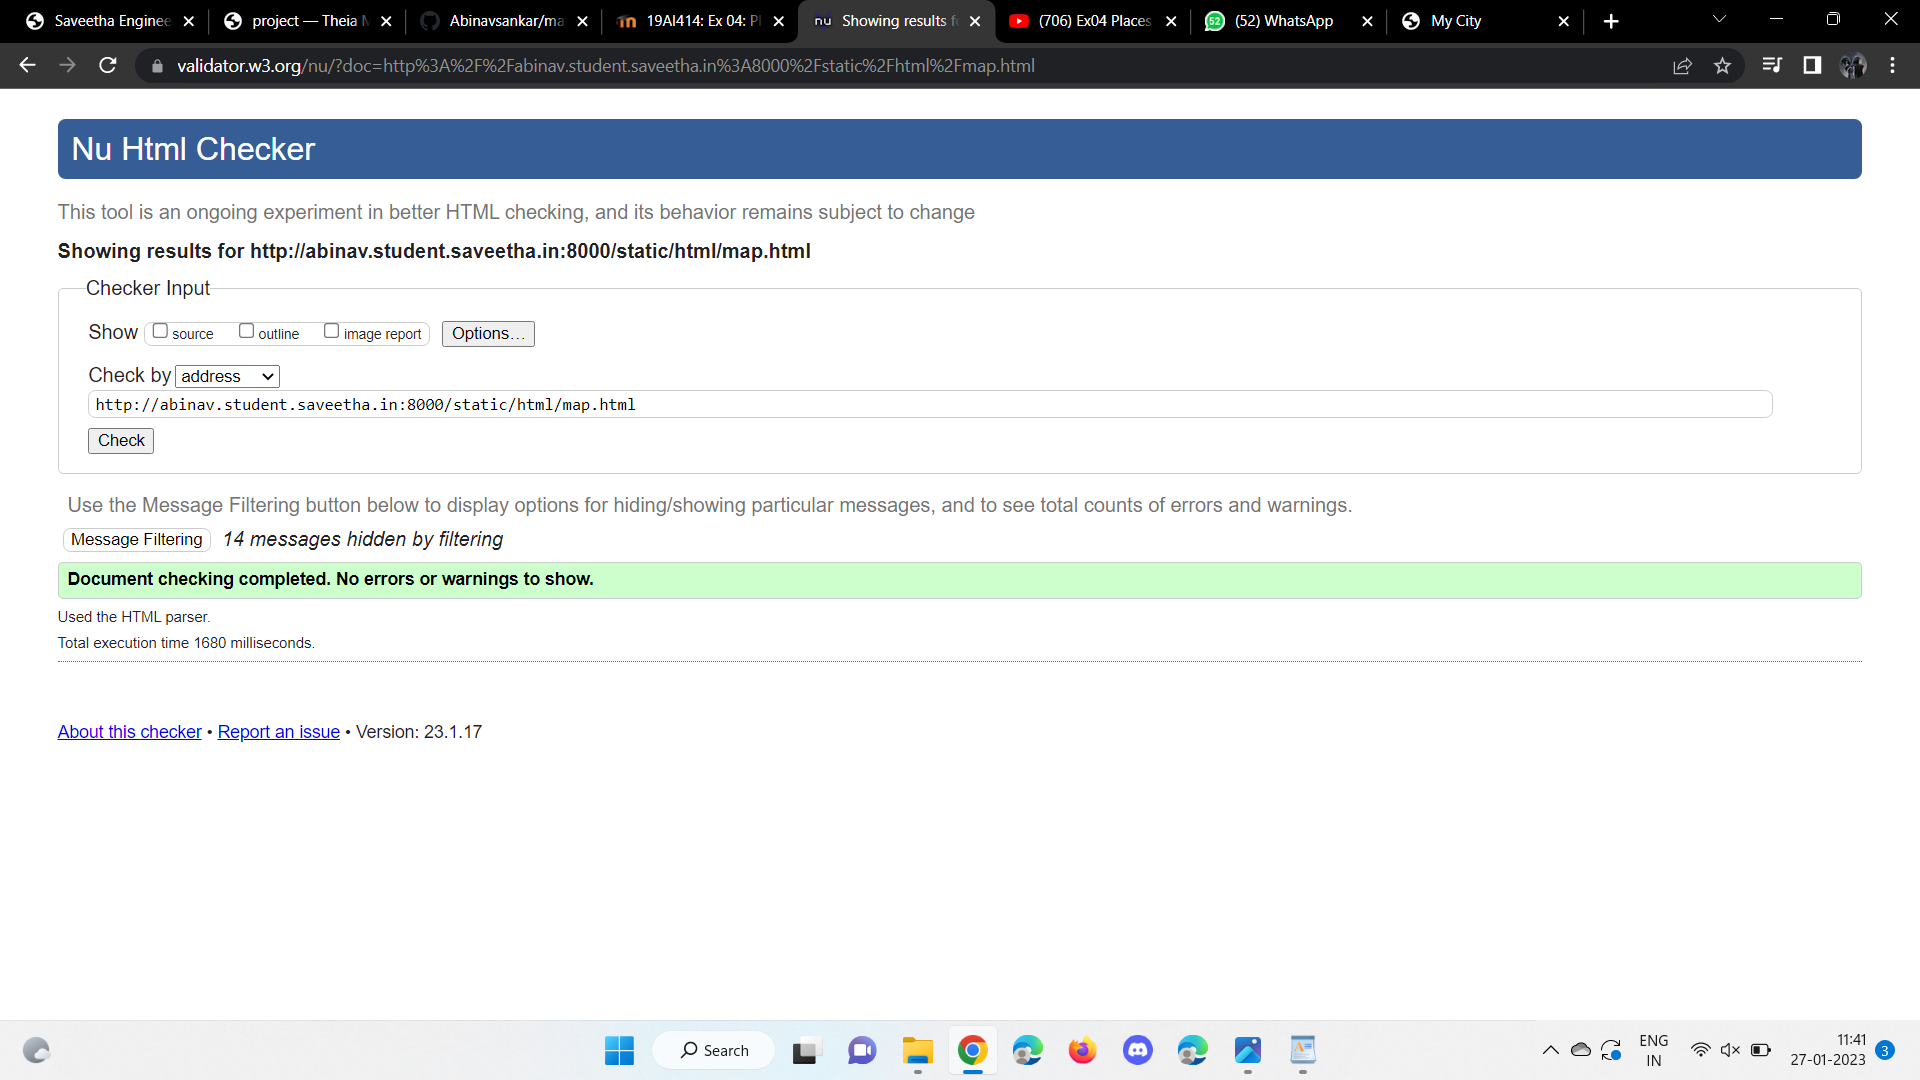 Saveetha Enginee
project — Theia
Abinavsankar/ma
19AI414: Ex 04: Pl
nu
Showing results f
(706) Ex04 Places
52
(52) WhatsApp
My City
validator.w3.org/nu/?doc=http%3A%2F%2Fabinav.student.saveetha.in%3A8000%2Fstatic%2Fhtml%2Fmap.html
Nu Html Checker
This tool is an ongoing experiment in better HTML checking, and its behavior remains subject to change
Showing results for http://abinav.student.saveetha.in:8000/static/html/map.html
Checker Input
Show source outline image report Options...
Check by address
http://abinav.student.saveetha.in:8000/static/html/map.html
Check
Use the Message Filtering button below to display options for hiding/showing particular messages, and to see total counts of errors and warnings.
Message Filtering 14 messages hidden by filtering
Document checking completed. No errors or warnings to show.
Used the HTML parser.
Total execution time 1680 milliseconds.
About this checker • Report an issue • Version: 23.1.17
Search
ENG
IN
11:41
27-01-2023
3